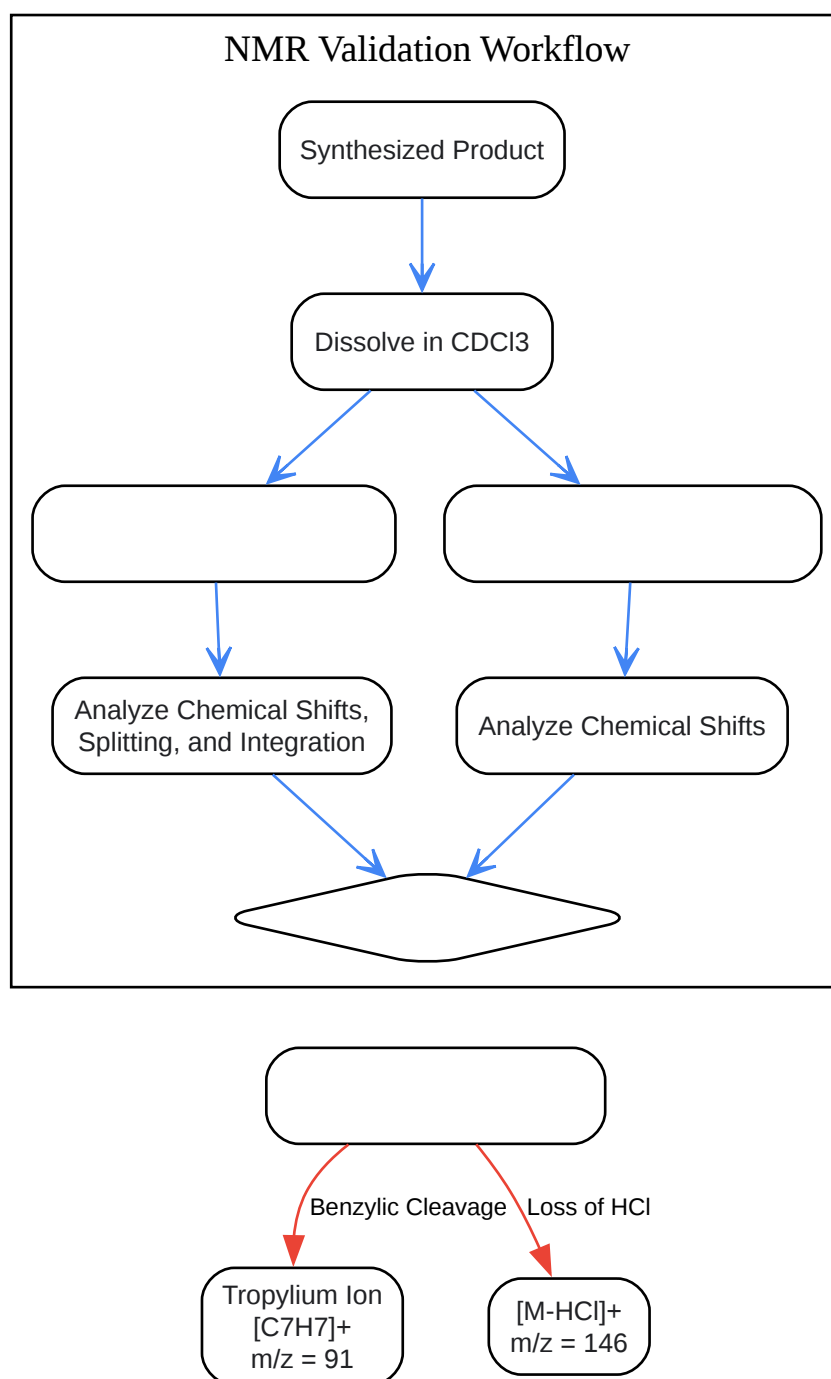 NMR Validation Workflow
Synthesized Product
Dissolve in CDCl3
Analyze Chemical Shifts,
Splitting, and Integration
Analyze Chemical Shifts
Benzylic Cleavage
Loss of HCl
Tropylium Ion
[C7H7]+
m/z = 91
[M-HCl]+
m/z = 146